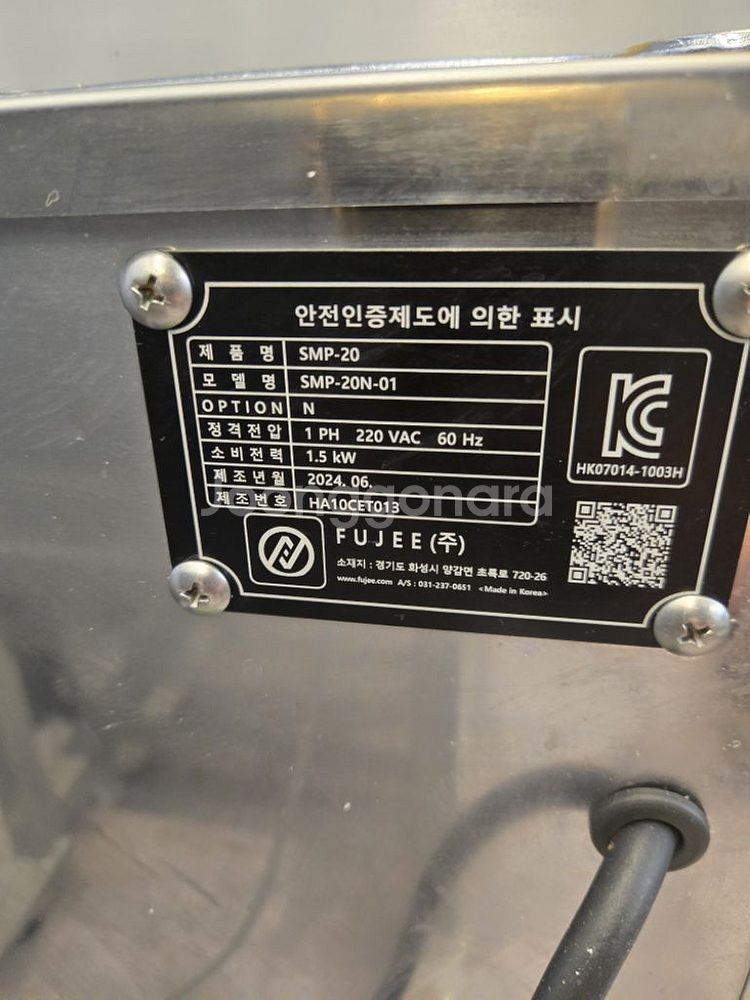 안전인증제도에 의한 표시
제 품 명 SMP-20
모 델 명 SMP-20N-01
OPTION N
정격전압 1 PH 220 VAC 60 Hz
소비전력 1.5 kW
제조년월 2024. 06.
제조번호 HA10CET013
HK07014-1003H
FUJEE (주)
소재지 : 경기도 화성시 양감면 초록로 720-26
www.fujee.com A/S : 031-237-0651 <Made in Korea>
Joonggonara